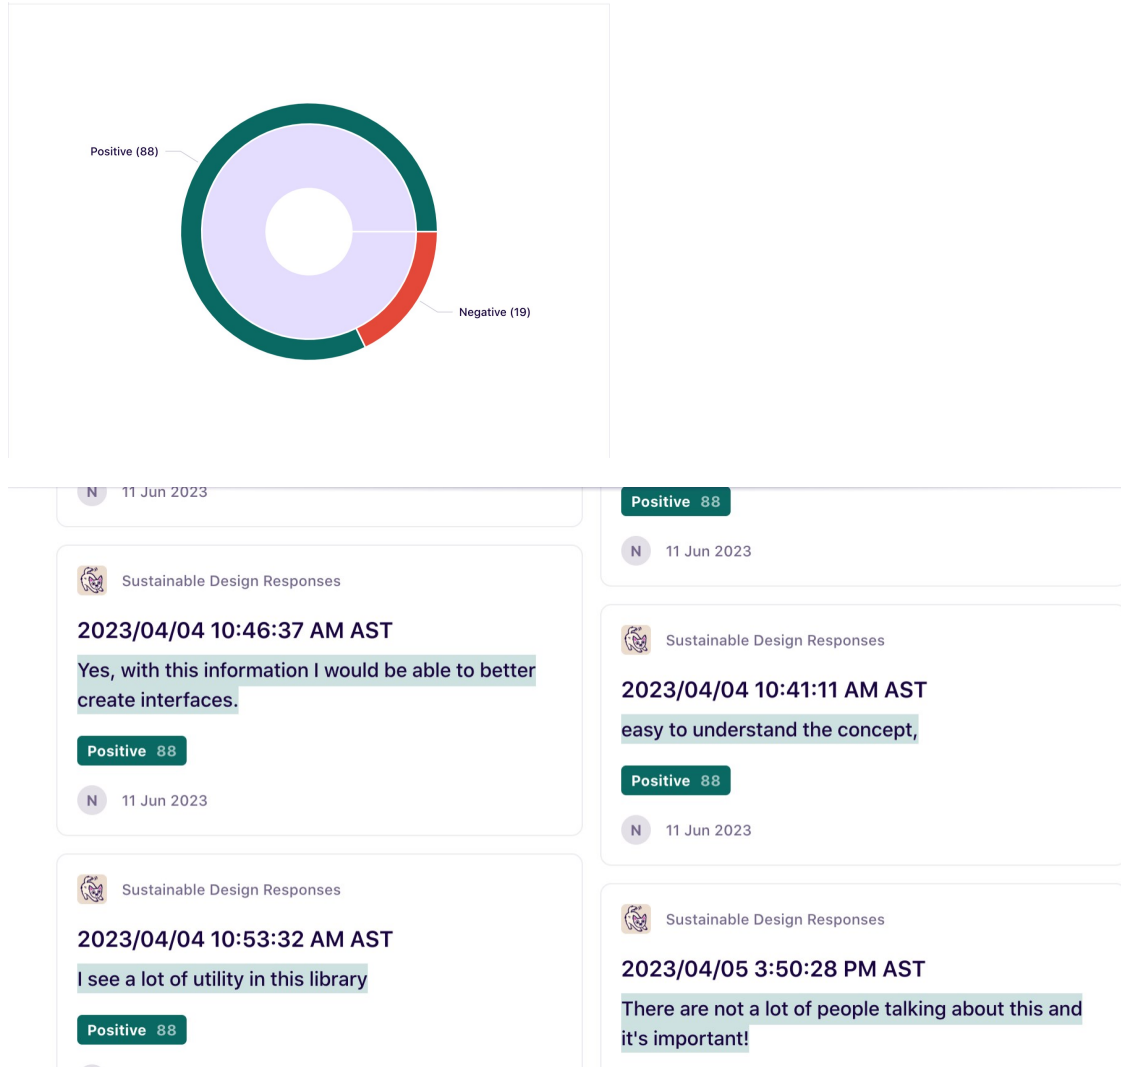 Positive (88)
Negative (19)
N 11 Jun 2023
Sustainable Design Responses
2023/04/04 10:46:37 AM AST
Yes, with this information I would be able to better
create interfaces.
Positive 88
N 11 Jun 2023
Sustainable Design Responses
2023/04/04 10:53:32 AM AST
I see a lot of utility in this library
Positive 88
Positive 88
N 11 Jun 2023
Sustainable Design Responses
2023/04/04 10:41:11 AM AST
easy to understand the concept,
Positive 88
N 11 Jun 2023
Sustainable Design Responses
2023/04/05 3:50:28 PM AST
There are not a lot of people talking about this and
it's important!